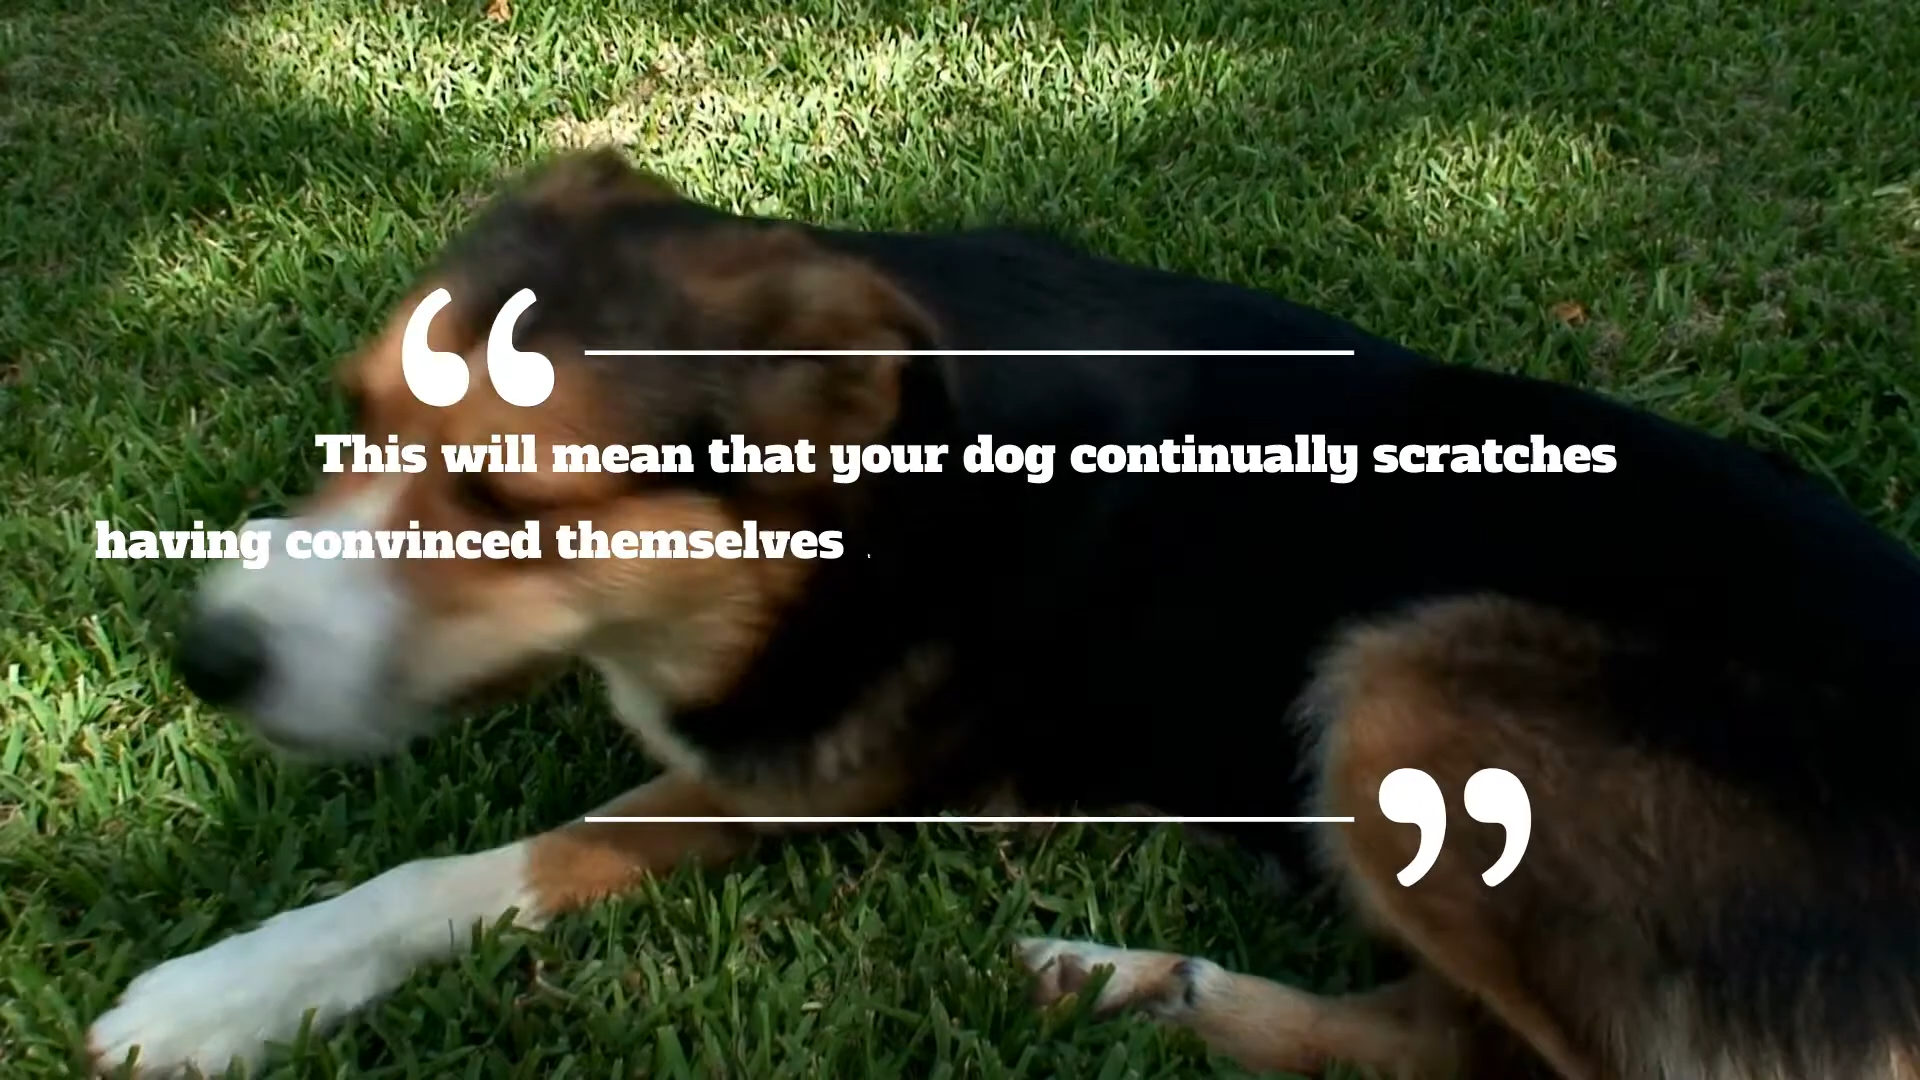 “
This will mean that your dog continually scratches
having convinced themselves
”